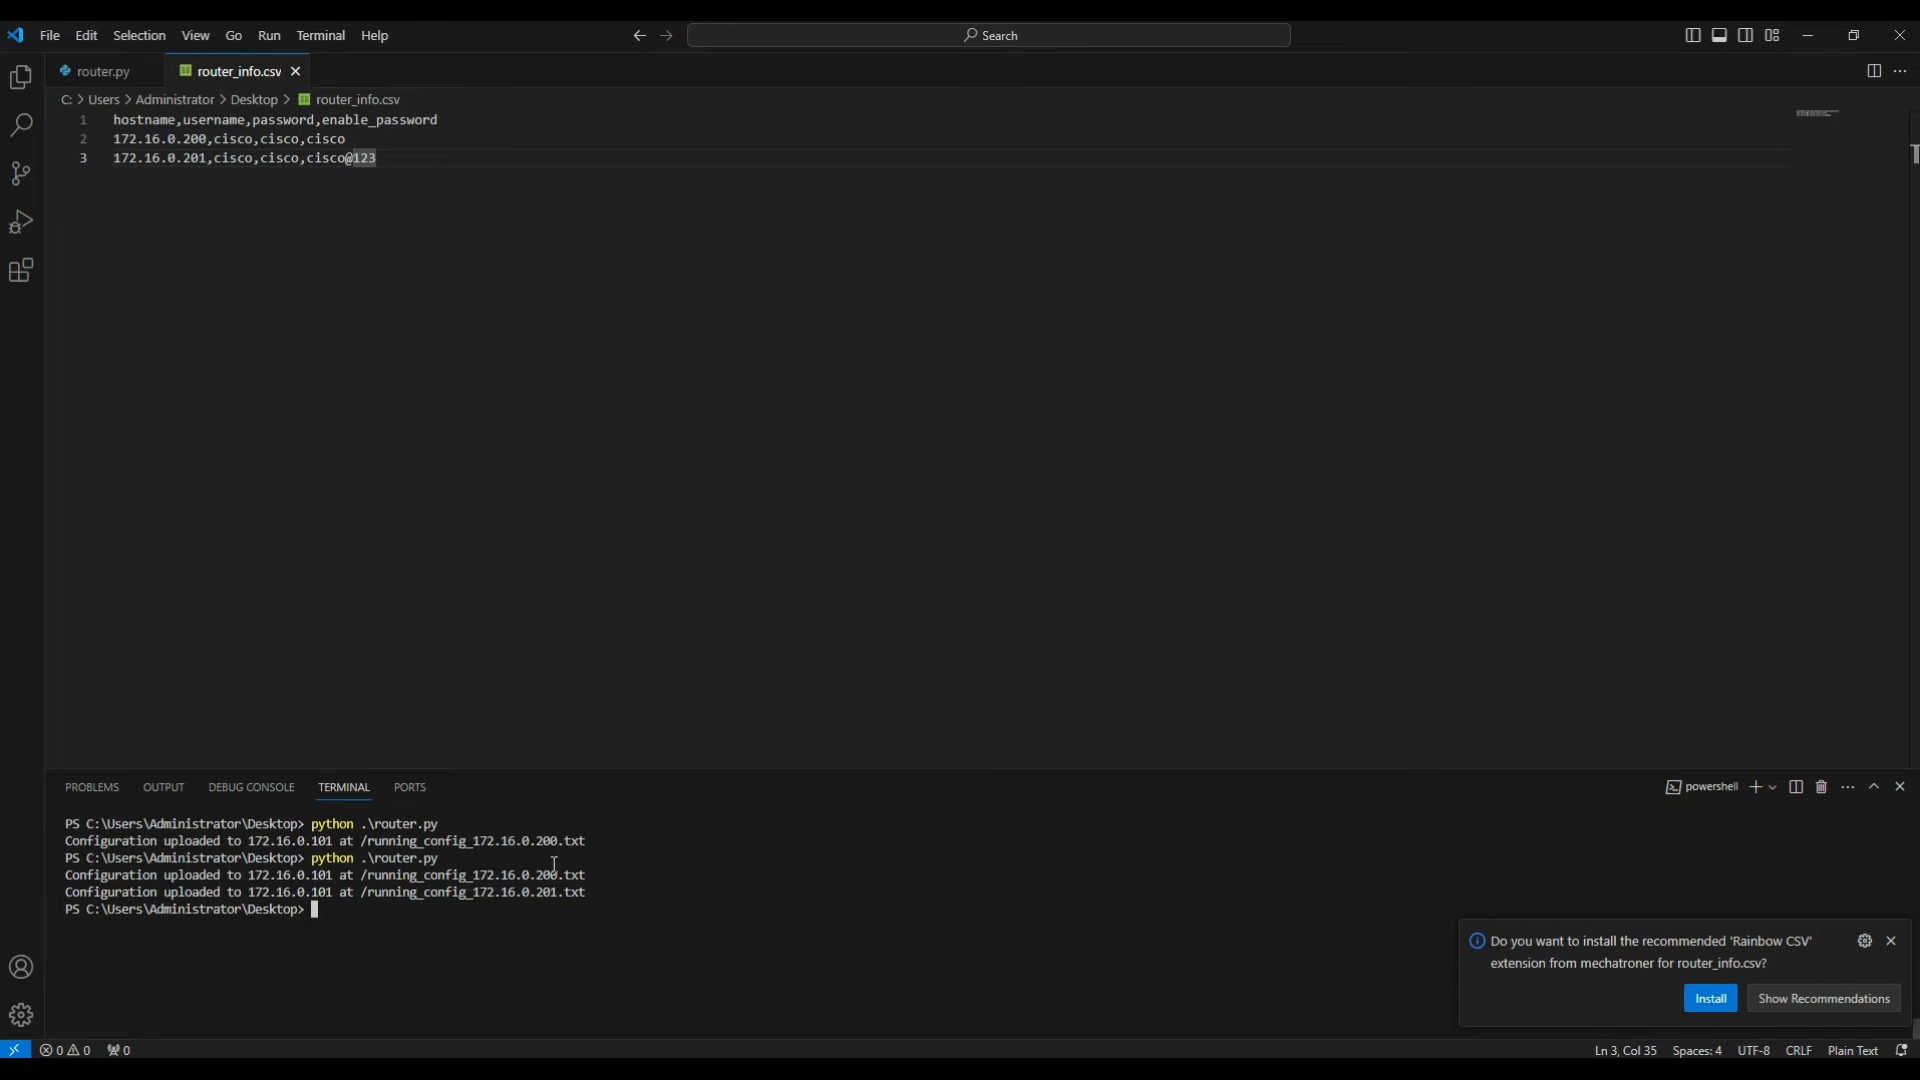 File Edit Selection View Go Run Terminal Help
Search
router.py
router_info.csv
C: > Users > Administrator > Desktop > router_info.csv
1 hostname,username,password,enable_password
2 172.16.0.200,cisco,cisco,cisco
3 172.16.0.201,cisco,cisco,cisco@123
PROBLEMS OUTPUT DEBUG CONSOLE TERMINAL PORTS
powershell
PS C:\Users\Administrator\Desktop> python .\router.py
Configuration uploaded to 172.16.0.101 at /running_config_172.16.0.200.txt
PS C:\Users\Administrator\Desktop> python .\router.py
Configuration uploaded to 172.16.0.101 at /running_config_172.16.0.200.txt
Configuration uploaded to 172.16.0.101 at /running_config_172.16.0.201.txt
PS C:\Users\Administrator\Desktop>
Do you want to install the recommended 'Rainbow CSV'
extension from mechatroner for router_info.csv?
Install
Show Recommendations
0 0 0
Ln 3, Col 35 Spaces: 4 UTF-8 CRLF Plain Text